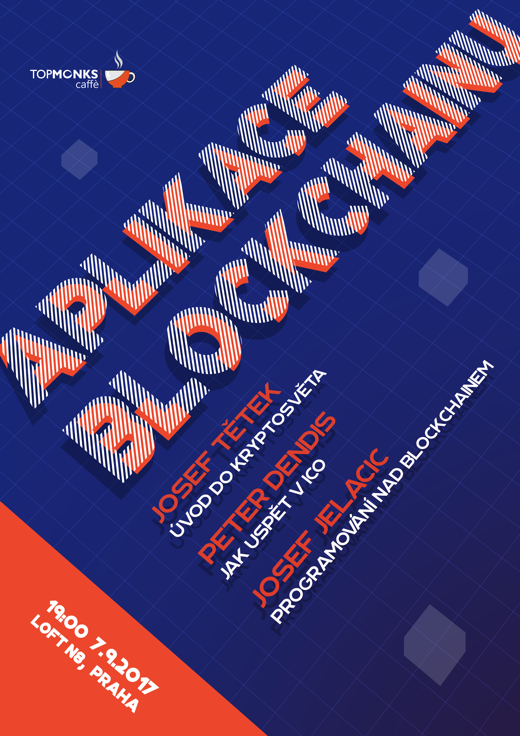 TOPMONKS
caffè
APLIKACE
BLOCKCHAINU
JOSEF TĚTEK
ÚVOD DO KRYPTOSVĚTA
PETER DENDIS
JAK USPĚT V ICO
JOSEF JELACIC
PROGRAMOVÁNÍ NAD BLOCKCHAINEM
19:00 7.9.2017
LOFT N8, PRAHA